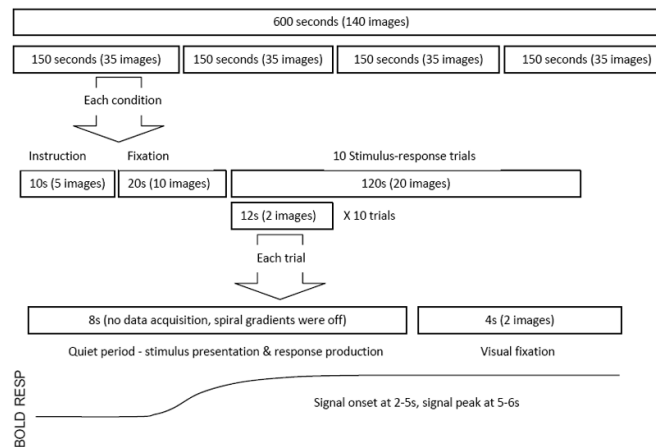 600 seconds (140 images)
150 seconds (35 images) 150 seconds (35 images) 150 seconds (35 images) 150 seconds (35 images)
Each condition
Instruction Fixation 10 Stimulus-response trials
10s (5 images) 20s (10 images) 120s (20 images)
12s (2 images) X 10 trials
Each trial
8s (no data acquisition, spiral gradients were off) 4s (2 images)
Quiet period - stimulus presentation & response production Visual fixation
BOLD RESP
Signal onset at 2-5s, signal peak at 5-6s